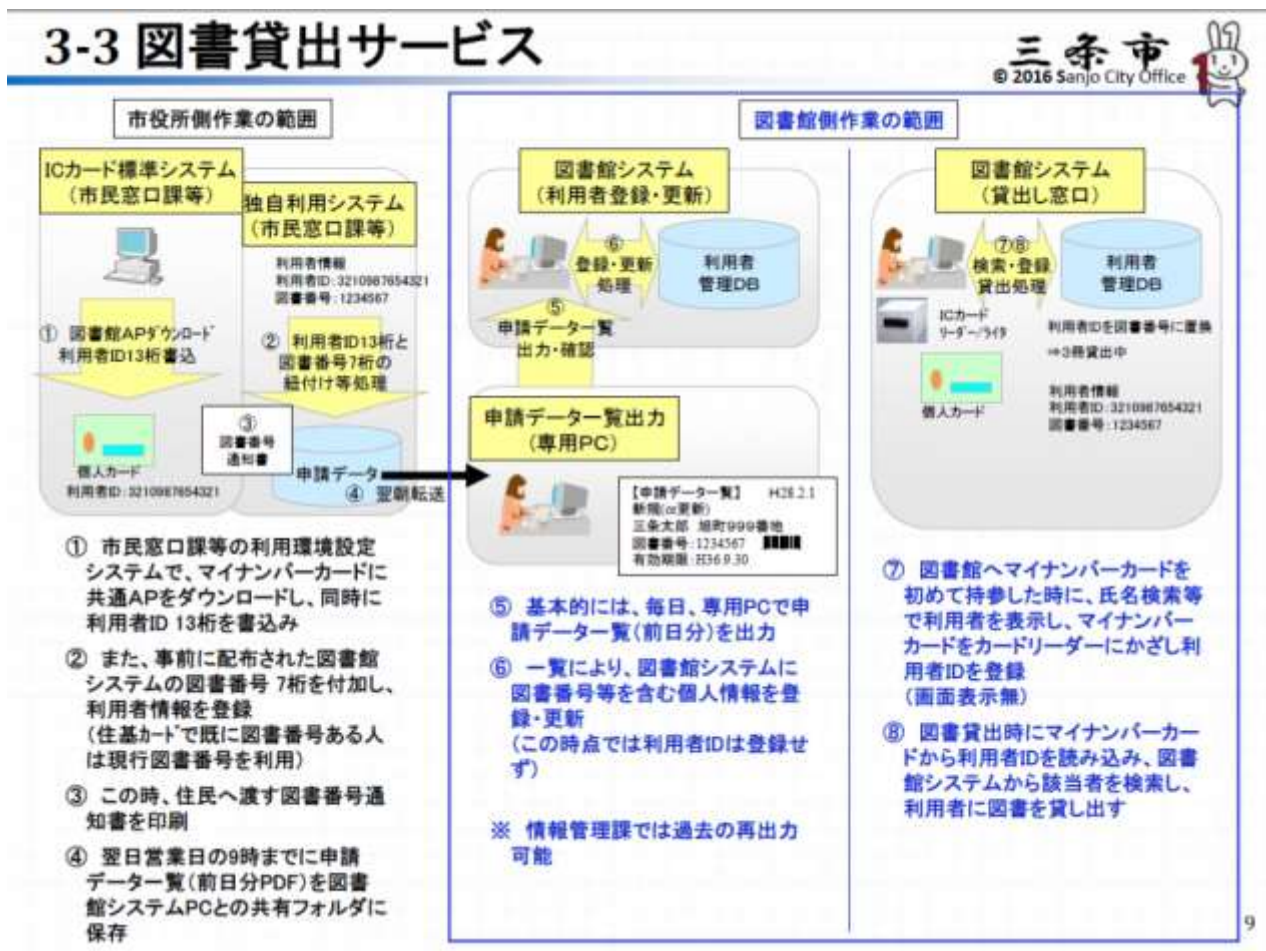 3-3 図書貸出サービス
三条市
© 2016 Sanjo City Office
市役所側作業の範囲
ICカード標準システム
(市民窓口課等)
独自利用システム
(市民窓口課等)
利用者情報
利用者ID:3210987654321
図書番号:1234567
① 図書館APダウンロード
利用者ID13桁書込
② 利用者ID13桁と
図書番号7桁の
紐付け等処理
③
図書番号
通知書
個人カード
利用者ID:3210987654321
申請データ
④ 翌朝転送
① 市民窓口課等の利用環境設定
システムで、マイナンバーカードに
共通APをダウンロードし、同時に
利用者ID 13桁を書込み
② また、事前に配布された図書館
システムの図書番号 7桁を付加し、
利用者情報を登録
(住基カードで既に図書番号ある人
は現行図書番号を利用)
③ この時、住民へ渡す図書番号通
知書を印刷
④ 翌日営業日の9時までに申請
データ一覧(前日分PDF)を図書
館システムPCとの共有フォルダに
保存
図書館側作業の範囲
図書館システム
(利用者登録・更新)
⑥
登録・更新
処理
利用者
管理DB
⑤
申請データ一覧
出力・確認
申請データ一覧出力
(専用PC)
【申請データ一覧】 H28.2.1
新規(or更新)
三条太郎 旭町999番地
図書番号:1234567
有効期限:H36.9.30
⑤ 基本的には、毎日、専用PCで申
請データ一覧(前日分)を出力
⑥ 一覧により、図書館システムに
図書番号等を含む個人情報を登
録・更新
(この時点では利用者IDは登録せ
ず)
※ 情報管理課では過去の再出力
可能
図書館システム
(貸出し窓口)
⑦⑧
検索・登録
貸出処理
利用者
管理DB
ICカード
リーダー/ライタ
個人カード
利用者IDを図書番号に置換
⇒3冊貸出中
利用者情報
利用者ID:3210987654321
図書番号:1234567
⑦ 図書館へマイナンバーカードを
初めて持参した時に、氏名検索等
で利用者を表示し、マイナンバー
カードをカードリーダーにかざし利
用者IDを登録
(画面表示無)
⑧ 図書貸出時にマイナンバーカー
ドから利用者IDを読み込み、図書
館システムから該当者を検索し、
利用者に図書を貸し出す
9